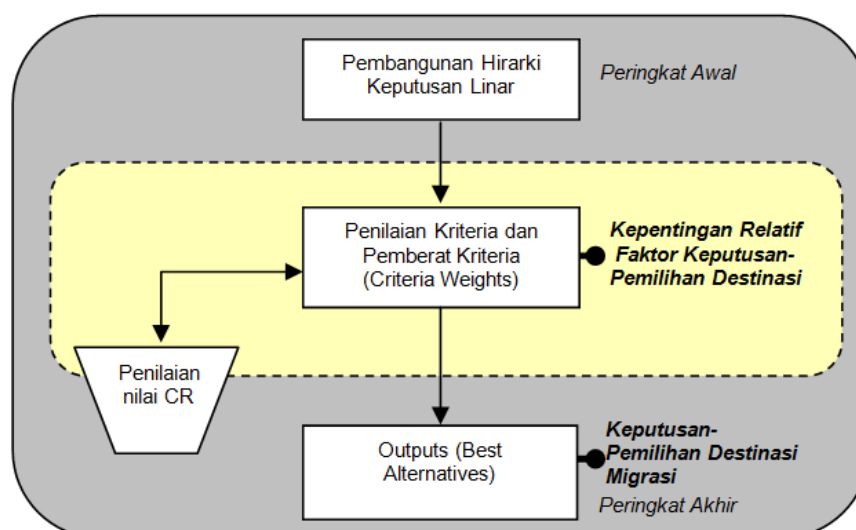 Pembangunan Hirarki
Keputusan Linar
Peringkat Awal
Penilaian Kriteria dan
Pemberat Kriteria
(Criteria Weights)
Kepentingan Relatif
Faktor Keputusan-
Pemilihan Destinasi
Penilaian
nilai CR
Outputs (Best
Alternatives)
Keputusan-
Pemilihan Destinasi
Migrasi
Peringkat Akhir